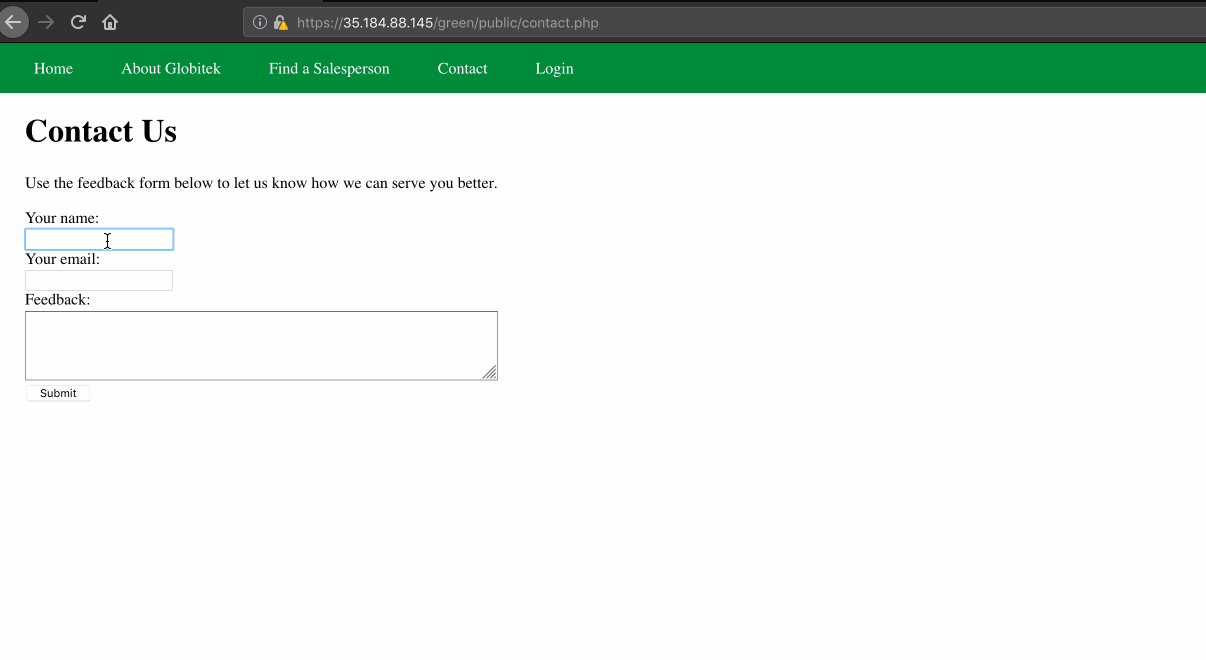 https://35.184.88.145/green/public/contact.php
Home About Globitek Find a Salesperson Contact Login
Contact Us
Use the feedback form below to let us know how we can serve you better.
Your name:
Your email:
Feedback:
Submit